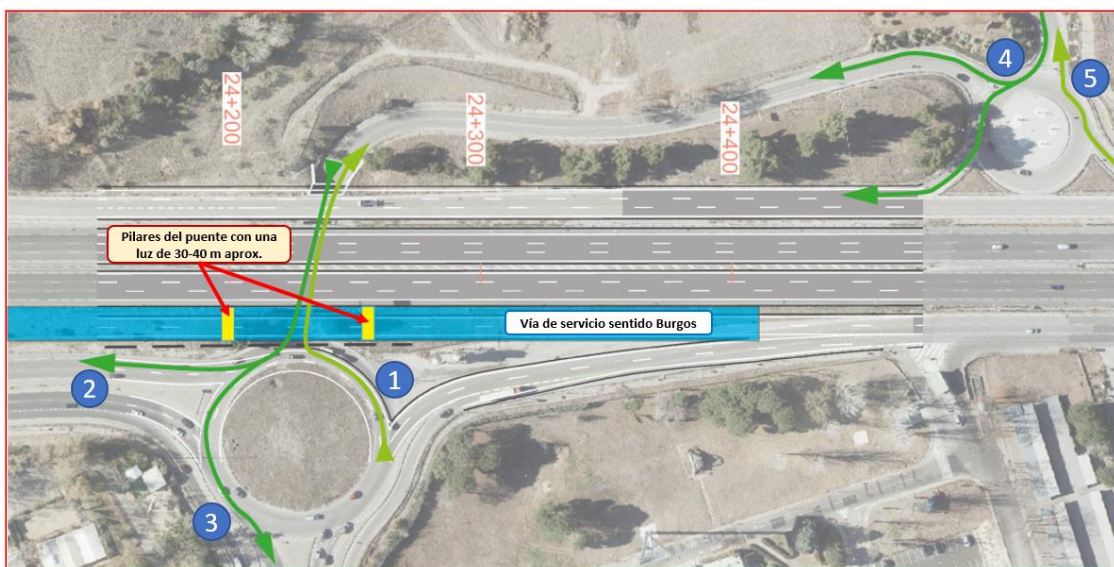 4
5
24+200
24+300
24+400
Pilares del puente con una
luz de 30-40 m aprox.
Vía de servicio sentido Burgos
1
2
3